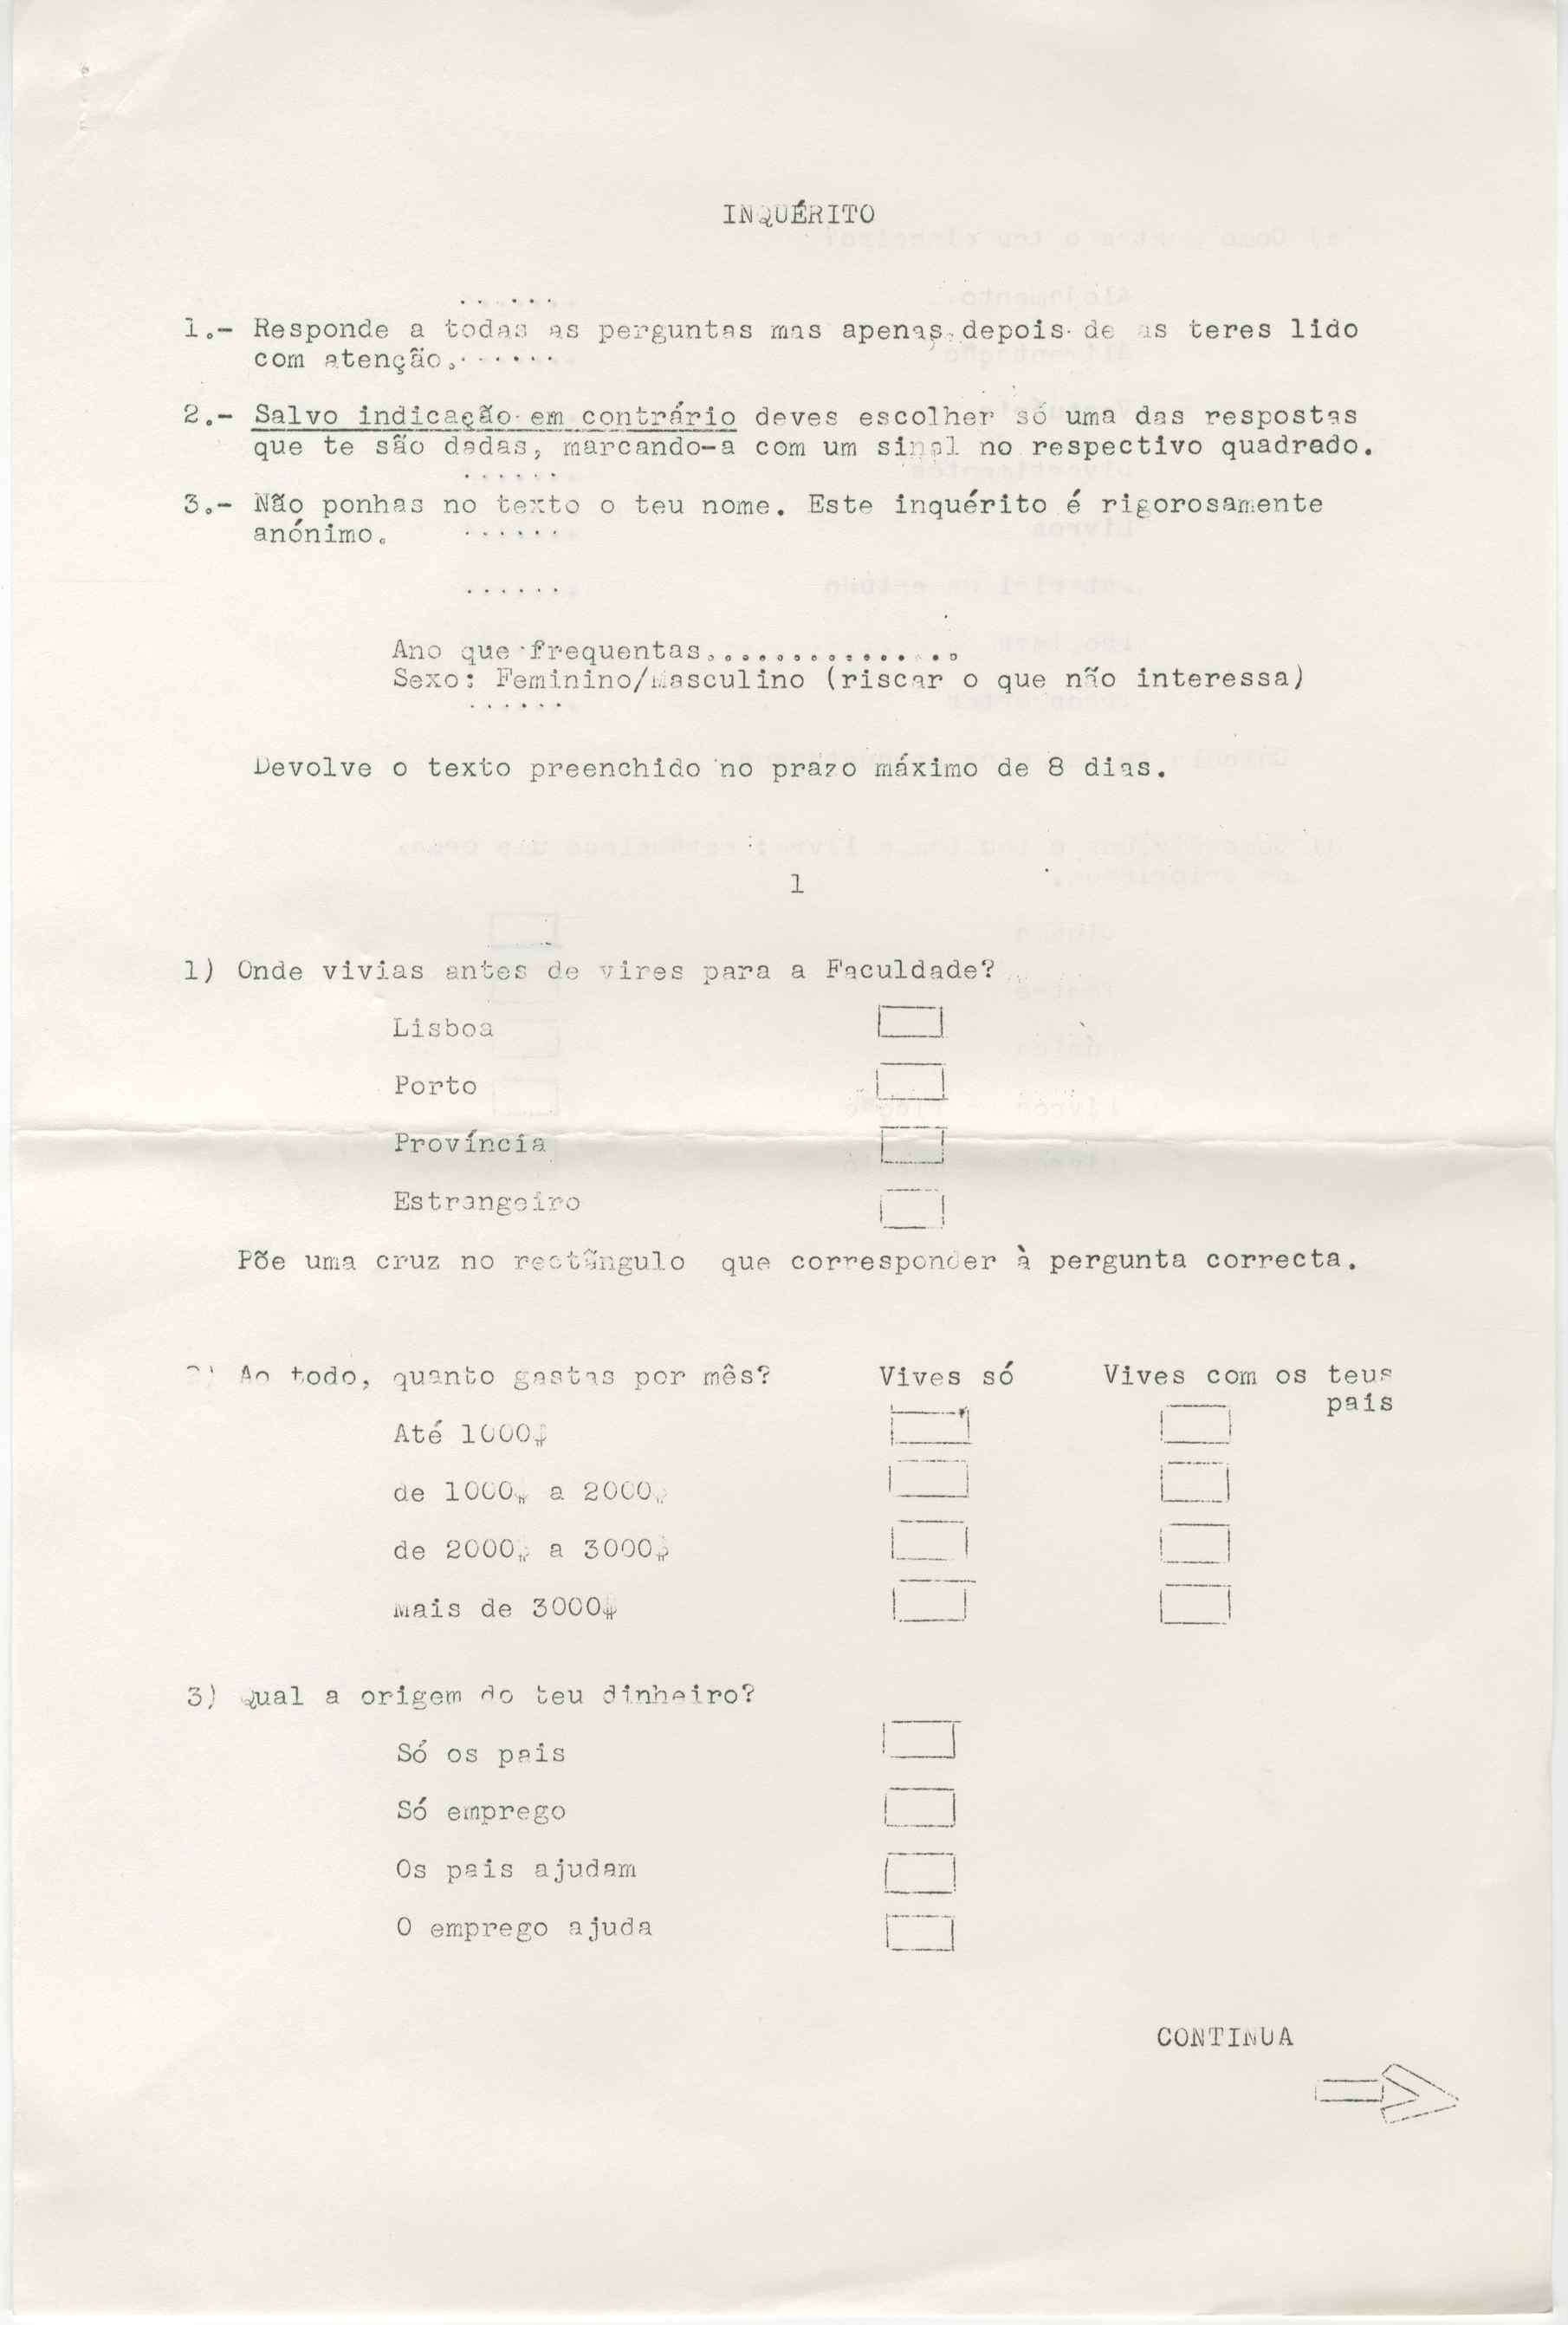 INQUÉRITO
1.- Responde a todas as perguntas mas apenas depois de as teres lido
com atenção.
2.- Salvo indicação em contrário deves escolher só uma das respostas
que te são dadas, marcando-a com um sinal no respectivo quadrado.
3.- Não ponhas no texto o teu nome. Este inquérito é rigorosamente
anónimo.
Ano que frequentas...............
Sexo: Feminino/Masculino (riscar o que não interessa)
Devolve o texto preenchido no prazo máximo de 8 dias.
1
1) Onde vivias antes de vires para a Faculdade?
Lisboa
Porto
Província
Estrangeiro
Põe uma cruz no rectângulo que corresponder à pergunta correcta.
2) Ao todo, quanto gastas por mês? Vives só Vives com os teus
pais
Até 1000$
de 1000$ a 2000$
de 2000$ a 3000$
Mais de 3000$
3) Qual a origem do teu dinheiro?
Só os pais
Só emprego
Os pais ajudam
O emprego ajuda
CONTINUA